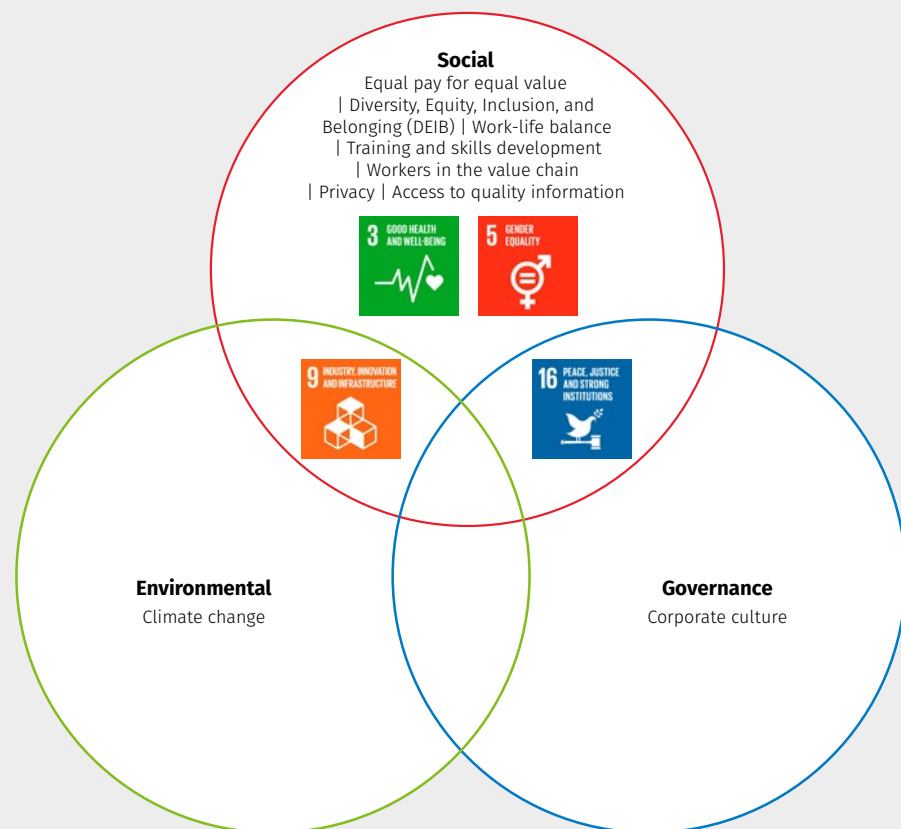 Social
Equal pay for equal value
| Diversity, Equity, Inclusion, and
Belonging (DEIB) | Work-life balance
| Training and skills development
| Workers in the value chain
| Privacy | Access to quality information
3 GOOD HEALTH
AND WELL-BEING
5 GENDER
EQUALITY
9 INDUSTRY, INNOVATION
AND INFRASTRUCTURE
16 PEACE, JUSTICE
AND STRONG
INSTITUTIONS
Environmental
Climate change
Governance
Corporate culture